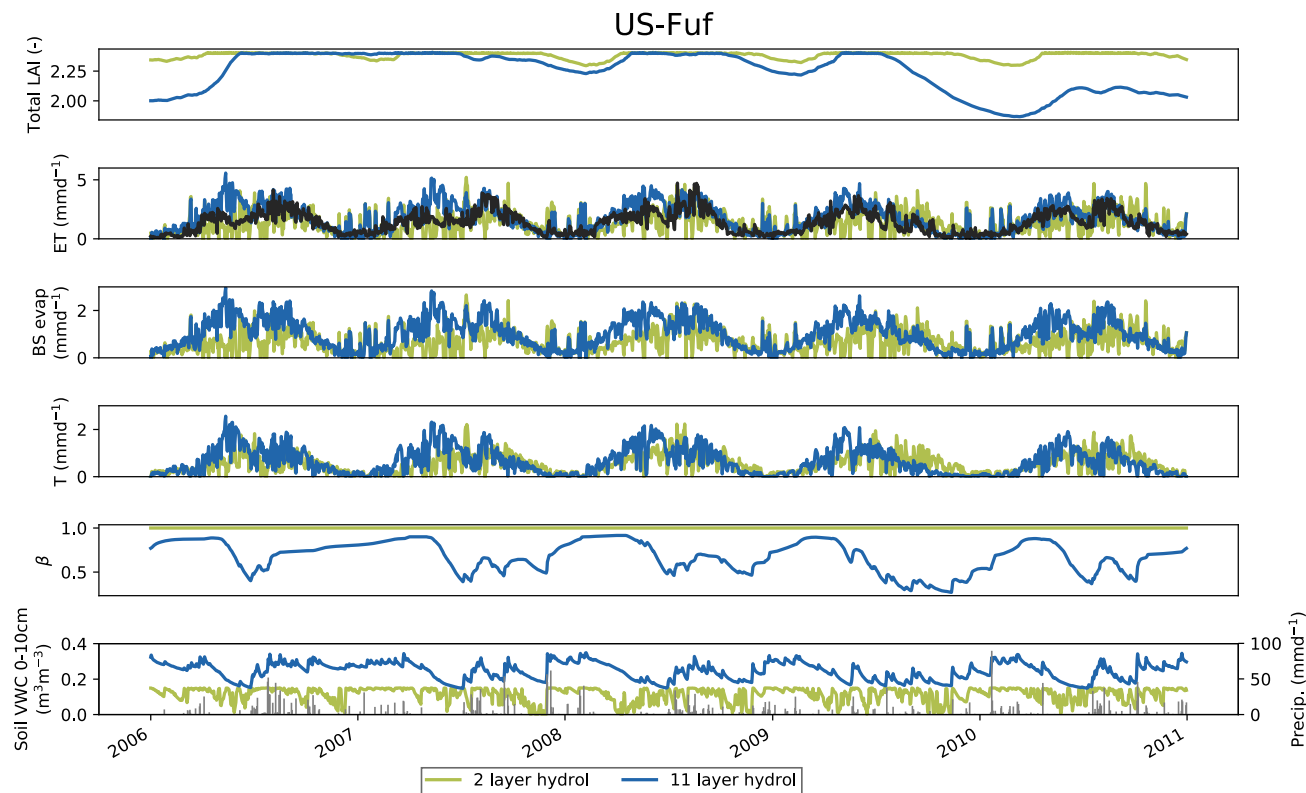 US-Fuf
Total LAI (-)
2.25
2.00
ET (mmd⁻¹)
5
0
BS evap
(mmd⁻¹)
2
0
T (mmd⁻¹)
2
0
β
1.0
0.5
Soil VWC 0-10cm
(m³m⁻³)
0.4
0.2
0.0
100
50
0
Precip. (mmd⁻¹)
2006
2007
2008
2009
2010
2011
2 layer hydrol
11 layer hydrol